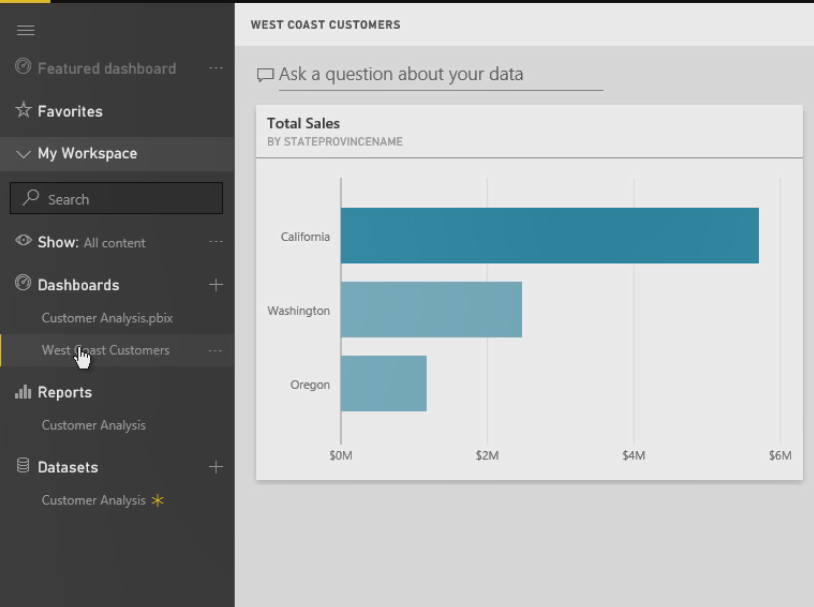 Featured dashboard
Favorites
My Workspace
Search
Show: All content
Dashboards
Customer Analysis.pbix
West Coast Customers
Reports
Customer Analysis
Datasets
Customer Analysis
WEST COAST CUSTOMERS
Ask a question about your data
Total Sales
BY STATEPROVINCENAME
California
Washington
Oregon
$0M $2M $4M $6M